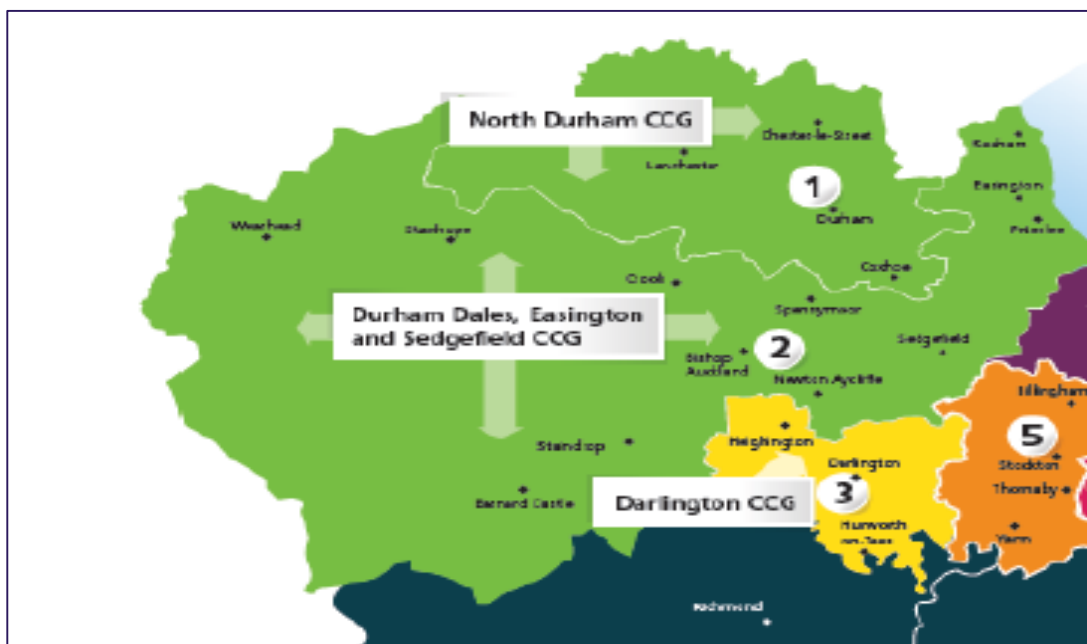 North Durham CCG
Chester-le-Street
Lanchester
Seaham
1
Easington
Durham
Peterlee
Wearhead
Stanhope
Coxhoe
Crook
Spennymoor
Durham Dales, Easington
and Sedgefield CCG
2
Sedgefield
Bishop
Auckland
Newton Aycliffe
Billingham
Heighington
5
Staindrop
Darlington
Stockton
Barnard Castle
Darlington CCG
3
Thornaby
Hurworth
-on-Tees
Yarm
Richmond